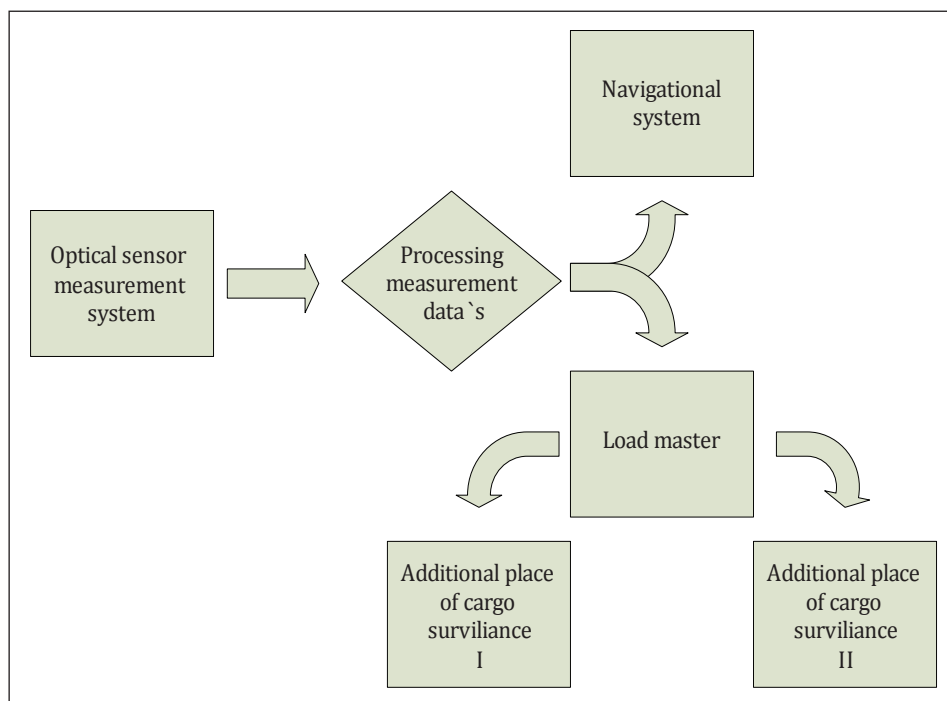 Navigational
system
Optical sensor
measurement
system
Processing
measurement
data`s
Load master
Additional place
of cargo
surviliance
I
Additional place
of cargo
surviliance
II